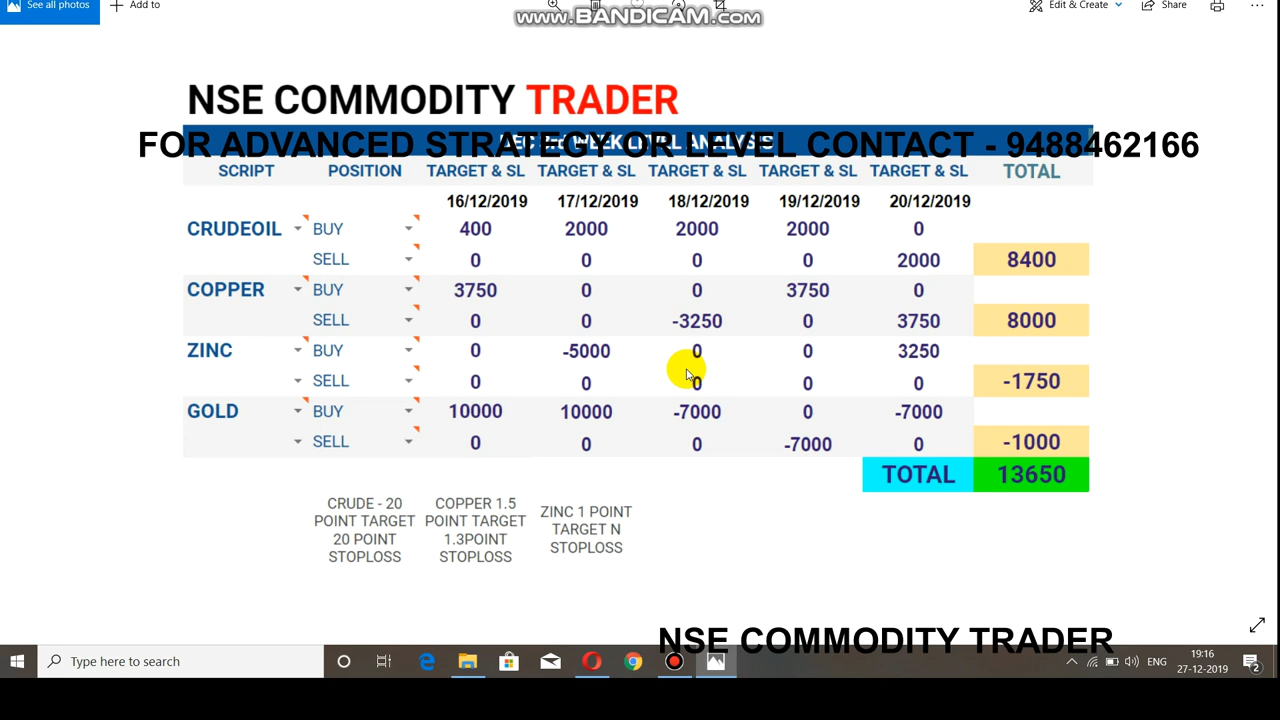 See all photos
Add to
Edit & Create
Share
WWW.BANDICAM.COM
NSE COMMODITY TRADER
DEC 3rd WEEK LEVEL ANALYSIS
FOR ADVANCED STRATEGY OR LEVEL CONTACT - 9488462166
SCRIPT POSITION TARGET & SL TARGET & SL TARGET & SL TARGET & SL TARGET & SL TOTAL
16/12/2019 17/12/2019 18/12/2019 19/12/2019 20/12/2019
CRUDEOIL BUY 400 2000 2000 2000 0
SELL 0 0 0 0 2000 8400
COPPER BUY 3750 0 0 3750 0
SELL 0 0 -3250 0 3750 8000
ZINC BUY 0 -5000 0 0 3250
SELL 0 0 0 0 0 -1750
GOLD BUY 10000 10000 -7000 0 -7000
SELL 0 0 0 -7000 0 -1000
TOTAL 13650
CRUDE - 20
POINT TARGET
20 POINT
STOPLOSS
COPPER 1.5
POINT TARGET
1.3POINT
STOPLOSS
ZINC 1 POINT
TARGET N
STOPLOSS
NSE COMMODITY TRADER
Type here to search
ENG
19:16
27-12-2019
2